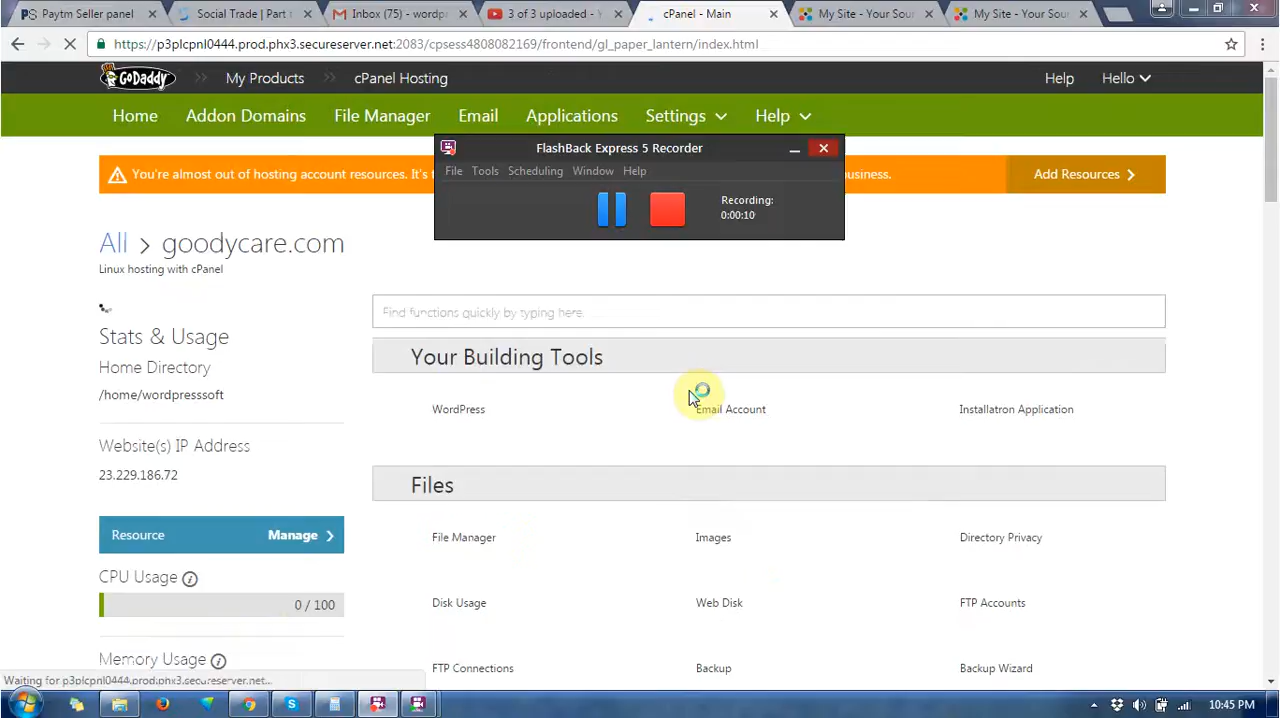 Paytm Seller panel
Social Trade | Part t
Inbox (75) - wordpr
3 of 3 uploaded - Y
cPanel - Main
My Site - Your Sour
My Site - Your Sour
https://p3plcpnl0444.prod.phx3.secureserver.net:2083/cpsess4808082169/frontend/gl_paper_lantern/index.html
GoDaddy
My Products
cPanel Hosting
Help
Hello
Home
Addon Domains
File Manager
Email
Applications
Settings
Help
FlashBack Express 5 Recorder
File Tools Scheduling Window Help
Recording:
0:00:10
You're almost out of hosting account resources. It's t
business.
Add Resources
All > goodycare.com
Linux hosting with cPanel
Find functions quickly by typing here.
Stats & Usage
Home Directory
/home/wordpresssoft
Website(s) IP Address
23.229.186.72
Resource
Manage
CPU Usage
0 / 100
Memory Usage
Your Building Tools
WordPress
Email Account
Installatron Application
Files
File Manager
Images
Directory Privacy
Disk Usage
Web Disk
FTP Accounts
FTP Connections
Backup
Backup Wizard
Waiting for p3plcpnl0444.prod.phx3.secureserver.net...
10:45 PM